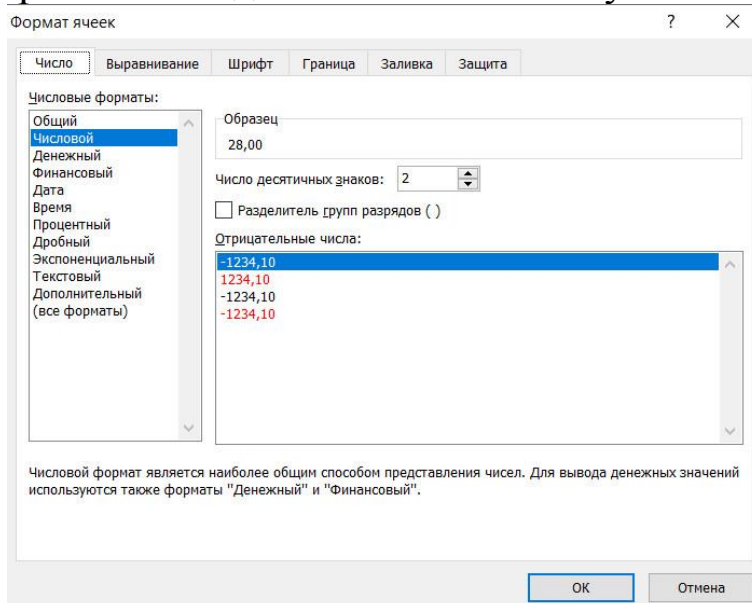 Формат ячеек
Число Выравнивание Шрифт Граница Заливка Защита
Числовые форматы:
Общий
Числовой
Денежный
Финансовый
Дата
Время
Процентный
Дробный
Экспоненциальный
Текстовый
Дополнительный
(все форматы)
Образец
28,00
Число десятичных знаков: 2
Разделитель групп разрядов ( )
Отрицательные числа:
-1234,10
1234,10
-1234,10
-1234,10
Числовой формат является наиболее общим способом представления чисел. Для вывода денежных значений
используются также форматы "Денежный" и "Финансовый".
ОК Отмена